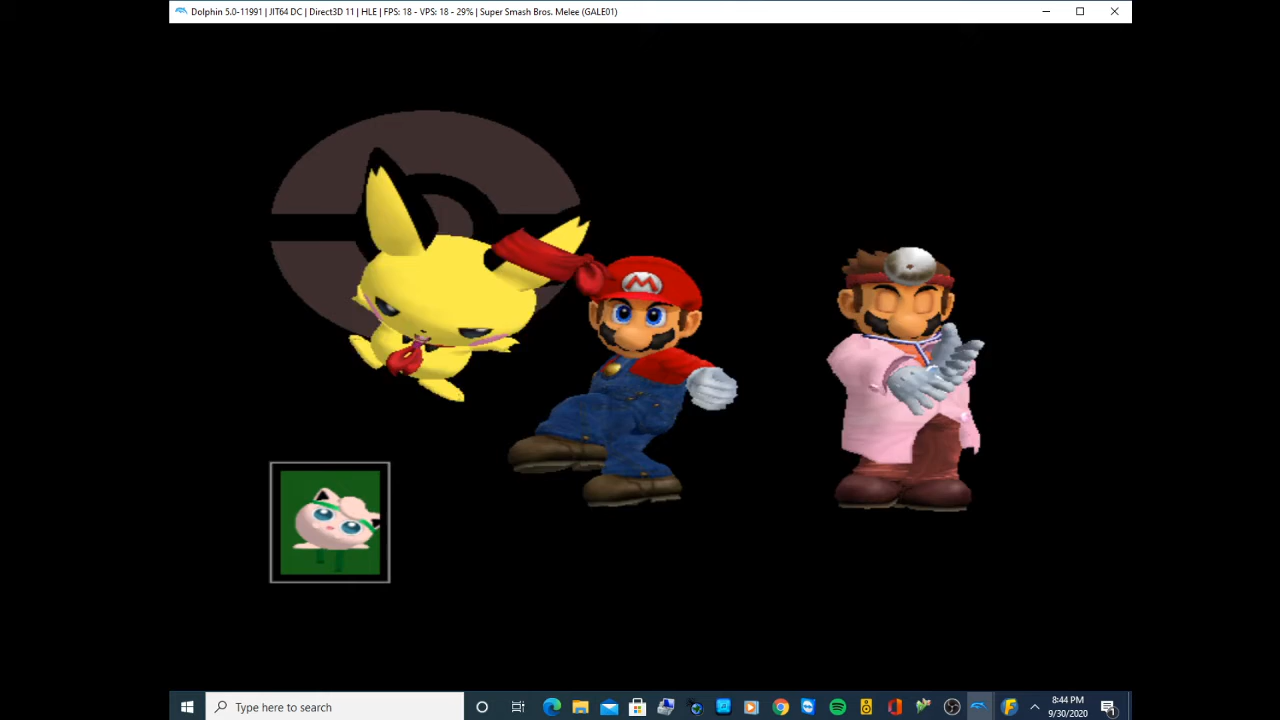 Dolphin 5.0-11991 | JIT64 DC | Direct3D 11 | HLE | FPS: 18 - VPS: 18 - 29% | Super Smash Bros. Melee (GALE01)
M
Type here to search
8:44 PM
9/30/2020
1